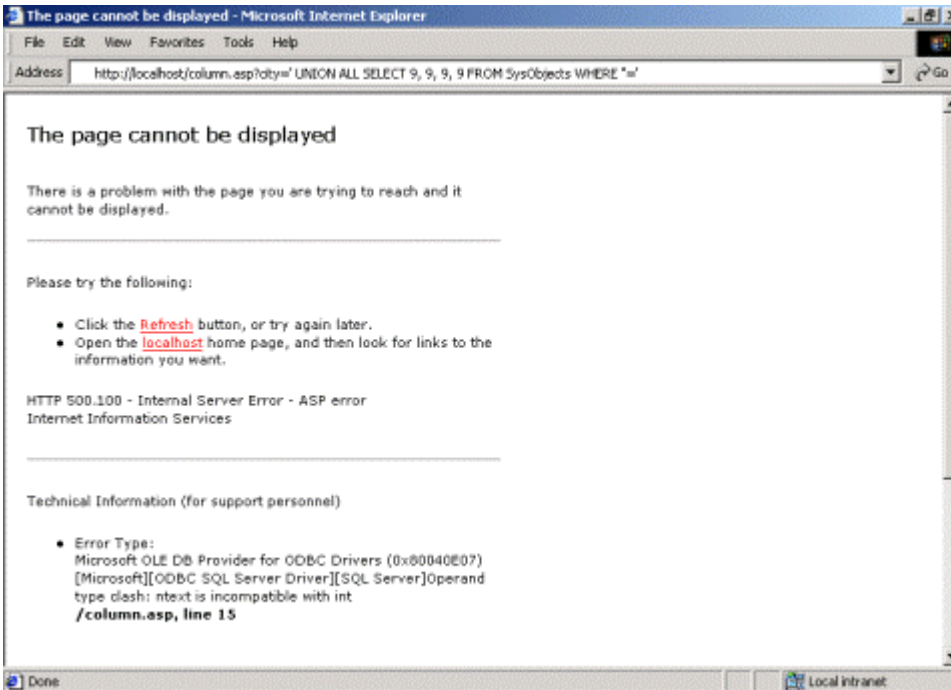 The page cannot be displayed - Microsoft Internet Explorer
File Edit View Favorites Tools Help
Address http://localhost/column.asp?city=' UNION ALL SELECT 9, 9, 9, 9 FROM SysObjects WHERE ''=' Go
The page cannot be displayed
There is a problem with the page you are trying to reach and it
cannot be displayed.
Please try the following:
Click the Refresh button, or try again later.
Open the localhost home page, and then look for links to the
information you want.
HTTP 500.100 - Internal Server Error - ASP error
Internet Information Services
Technical Information (for support personnel)
Error Type:
Microsoft OLE DB Provider for ODBC Drivers (0x80040E07)
[Microsoft][ODBC SQL Server Driver][SQL Server]Operand
type clash: ntext is incompatible with int
/column.asp, line 15
Done Local intranet